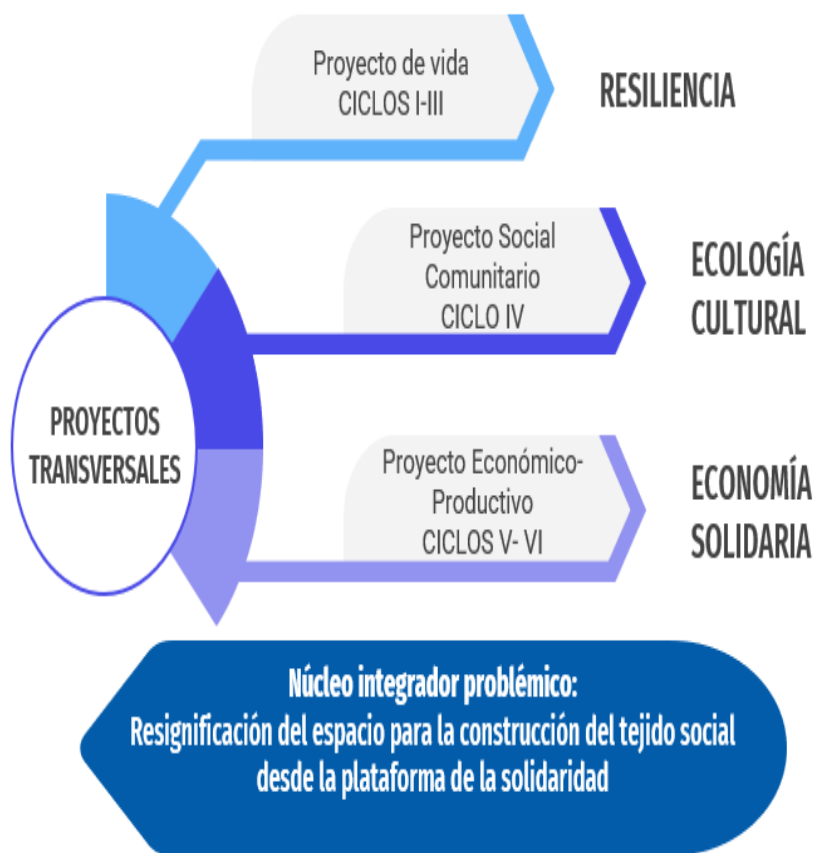 Proyecto de vida
CICLOS I-III
RESILIENCIA
Proyecto Social
Comunitario
CICLO IV
ECOLOGÍA
CULTURAL
PROYECTOS
TRANSVERSALES
Proyecto Económico-
Productivo
CICLOS V- VI
ECONOMÍA
SOLIDARIA
Núcleo integrador problémico:
Resignificación del espacio para la construcción del tejido social
desde la plataforma de la solidaridad